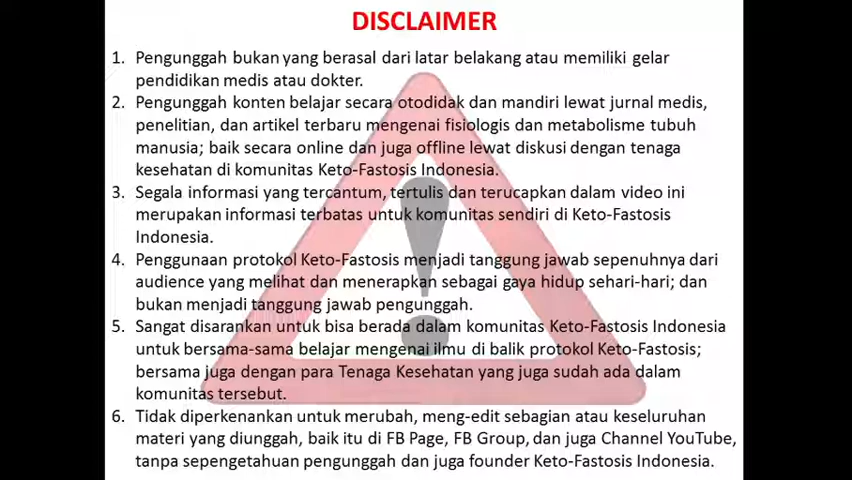 DISCLAIMER
1. Pengunggah bukan yang berasal dari latar belakang atau memiliki gelar
pendidikan medis atau dokter.
2. Pengunggah konten belajar secara otodidak dan mandiri lewat jurnal medis,
penelitian, dan artikel terbaru mengenai fisiologis dan metabolisme tubuh
manusia; baik secara online dan juga offline lewat diskusi dengan tenaga
kesehatan di komunitas Keto-Fastosis Indonesia.
3. Segala informasi yang tercantum, tertulis dan terucapkan dalam video ini
merupakan informasi terbatas untuk komunitas sendiri di Keto-Fastosis
Indonesia.
4. Penggunaan protokol Keto-Fastosis menjadi tanggung jawab sepenuhnya dari
audience yang melihat dan menerapkan sebagai gaya hidup sehari-hari; dan
bukan menjadi tanggung jawab pengunggah.
5. Sangat disarankan untuk bisa berada dalam komunitas Keto-Fastosis Indonesia
untuk bersama-sama belajar mengenai ilmu di balik protokol Keto-Fastosis;
bersama juga dengan para Tenaga Kesehatan yang juga sudah ada dalam
komunitas tersebut.
6. Tidak diperkenankan untuk merubah, meng-edit sebagian atau keseluruhan
materi yang diunggah, baik itu di FB Page, FB Group, dan juga Channel YouTube,
tanpa sepengetahuan pengunggah dan juga founder Keto-Fastosis Indonesia.